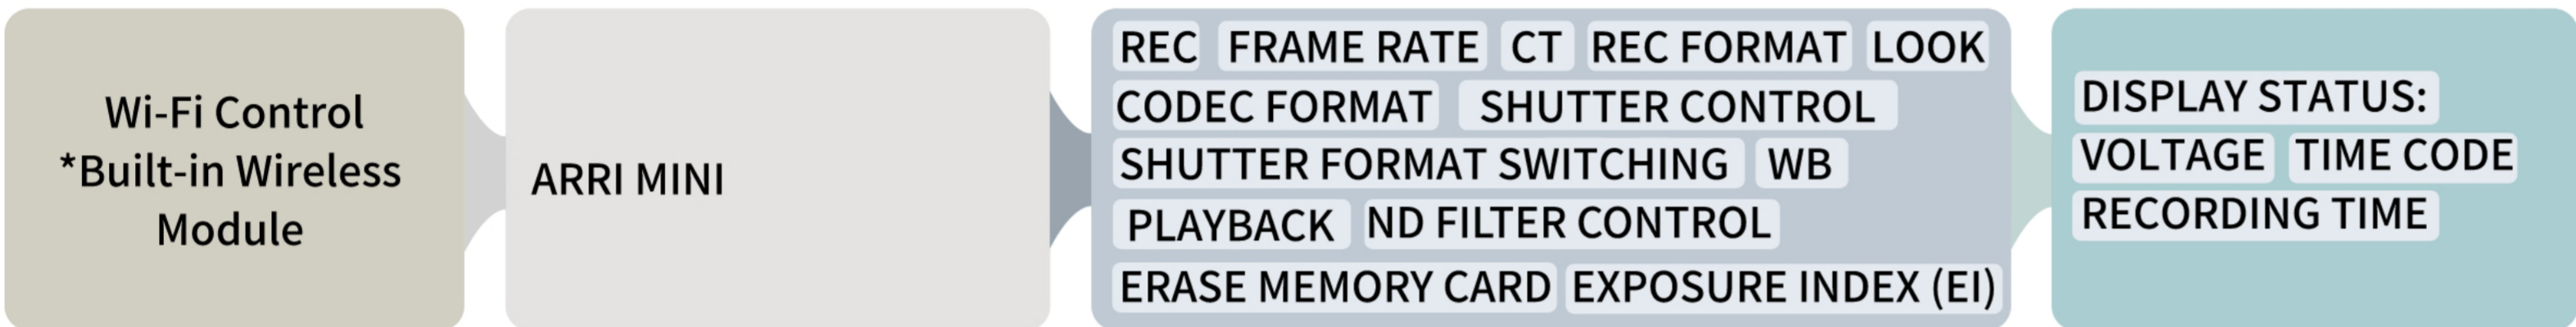 Wi-Fi Control
*Built-in Wireless
Module
ARRI MINI
REC FRAME RATE CT REC FORMAT LOOK
CODEC FORMAT SHUTTER CONTROL
SHUTTER FORMAT SWITCHING WB
PLAYBACK ND FILTER CONTROL
ERASE MEMORY CARD EXPOSURE INDEX (EI)
DISPLAY STATUS:
VOLTAGE TIME CODE
RECORDING TIME